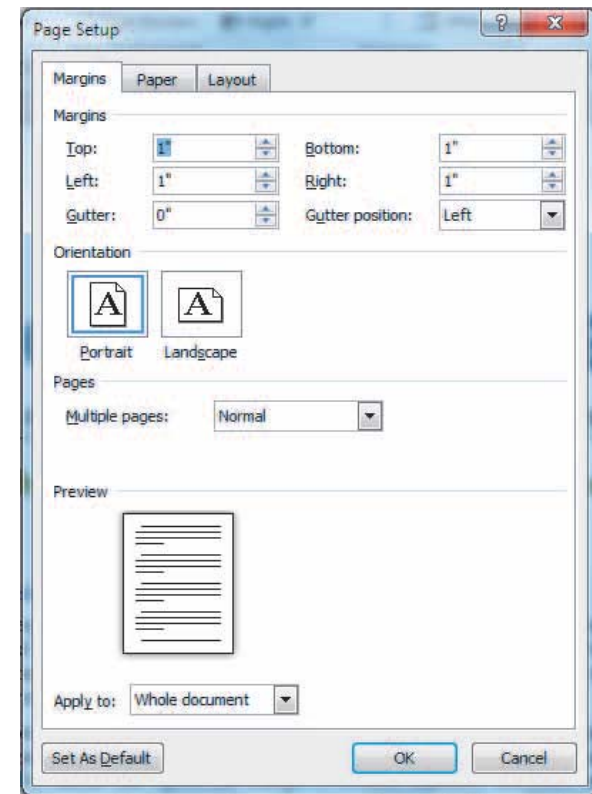 Page Setup
Margins Paper Layout
Margins
Top: 1" Bottom: 1"
Left: 1" Right: 1"
Gutter: 0" Gutter position: Left
Orientation
A A
Portrait Landscape
Pages
Multiple pages: Normal
Preview
Apply to: Whole document
Set As Default OK Cancel